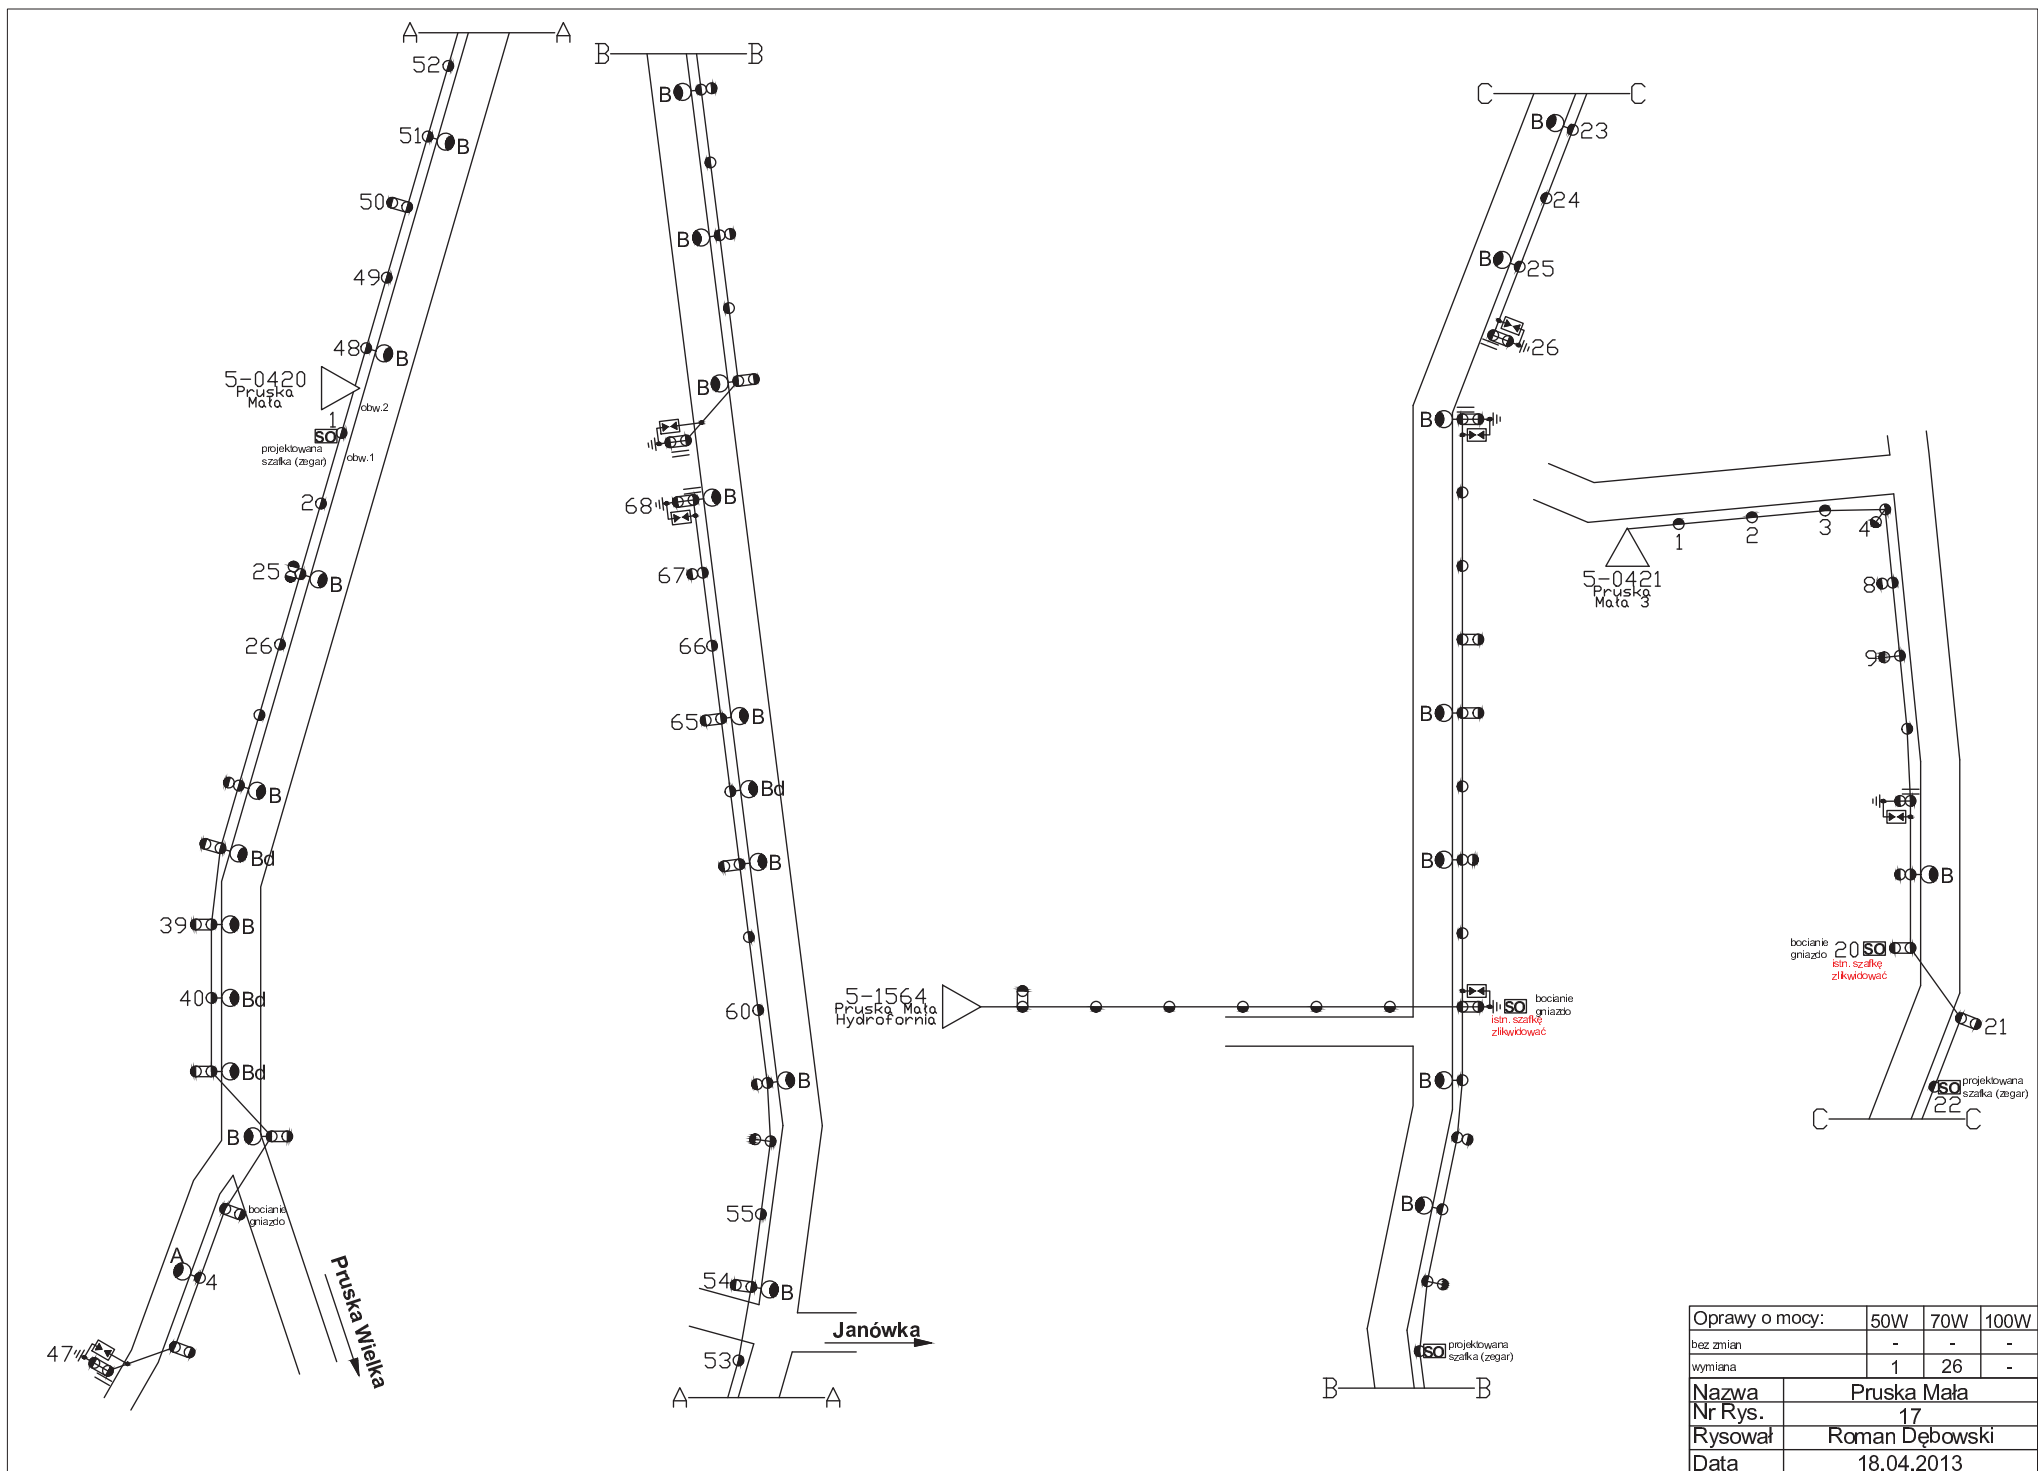 A A
52
51 B
50
49
48 B
5-0420
Pruska
Mała
obw.2
1
SO
projektowana
szafka (zegar)
obw.1
2
25 B
26
B
Bd
39 B
40 Bd
Bd
B
bocianie
gniazdo
A
4
47
Pruska Wielka
B B
B
B
B
68 B
67
66
65 B
Bd
B
60
B
55
54 B
Janówka
53
A A
5-1564
Pruska Mała
Hydrofornia
C C
B 23
24
B 25
26
B
B
B
SO
bocianie
gniazdo
istn. szafkę
zlikwidować
B
B
SO
projektowana
szafka (zegar)
B B
5-0421
Pruska
Mała 3
1
2
3
4
8
9
B
bocianie
gniazdo
20 SO
istn. szafkę
zlikwidować
21
SO
projektowana
szafka (zegar)
22
C C
Oprawy o mocy: 50W 70W 100W
bez zmian - - -
wymiana 1 26 -
Nazwa Pruska Mała
Nr Rys. 17
Rysował Roman Dębowski
Data 18.04.2013